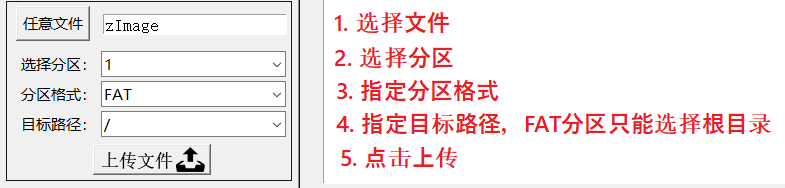 任意文件 zImage
选择分区： 1
分区格式： FAT
目标路径： /
上传文件
1. 选择文件
2. 选择分区
3. 指定分区格式
4. 指定目标路径，FAT分区只能选择根目录
5. 点击上传